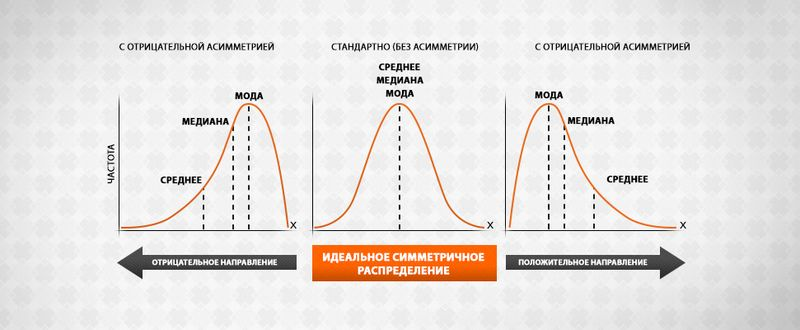 С ОТРИЦАТЕЛЬНОЙ АСИММЕТРИЕЙ
СТАНДАРТНО (БЕЗ АСИММЕТРИИ)
С ОТРИЦАТЕЛЬНОЙ АСИММЕТРИЕЙ
ЧАСТОТА
МОДА
МЕДИАНА
СРЕДНЕЕ
X
СРЕДНЕЕ
МЕДИАНА
МОДА
X
МОДА
МЕДИАНА
СРЕДНЕЕ
X
ОТРИЦАТЕЛЬНОЕ НАПРАВЛЕНИЕ
ИДЕАЛЬНОЕ СИММЕТРИЧНОЕ
РАСПРЕДЕЛЕНИЕ
ПОЛОЖИТЕЛЬНОЕ НАПРАВЛЕНИЕ